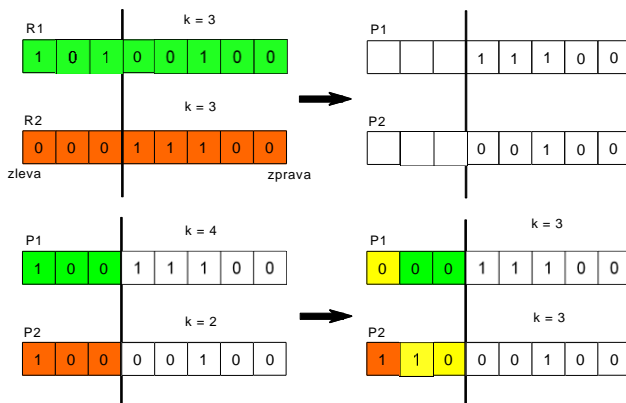 k = 3
R1
1 0 1 0 0 1 0 0
k = 3
R2
0 0 0 1 1 1 0 0
zleva
zprava
P1
1 1 1 0 0
P2
0 0 1 0 0
k = 4
P1
1 0 0 1 1 1 0 0
k = 2
P2
1 0 0 0 0 1 0 0
k = 3
P1
0 0 0 1 1 1 0 0
k = 3
P2
1 1 0 0 0 1 0 0